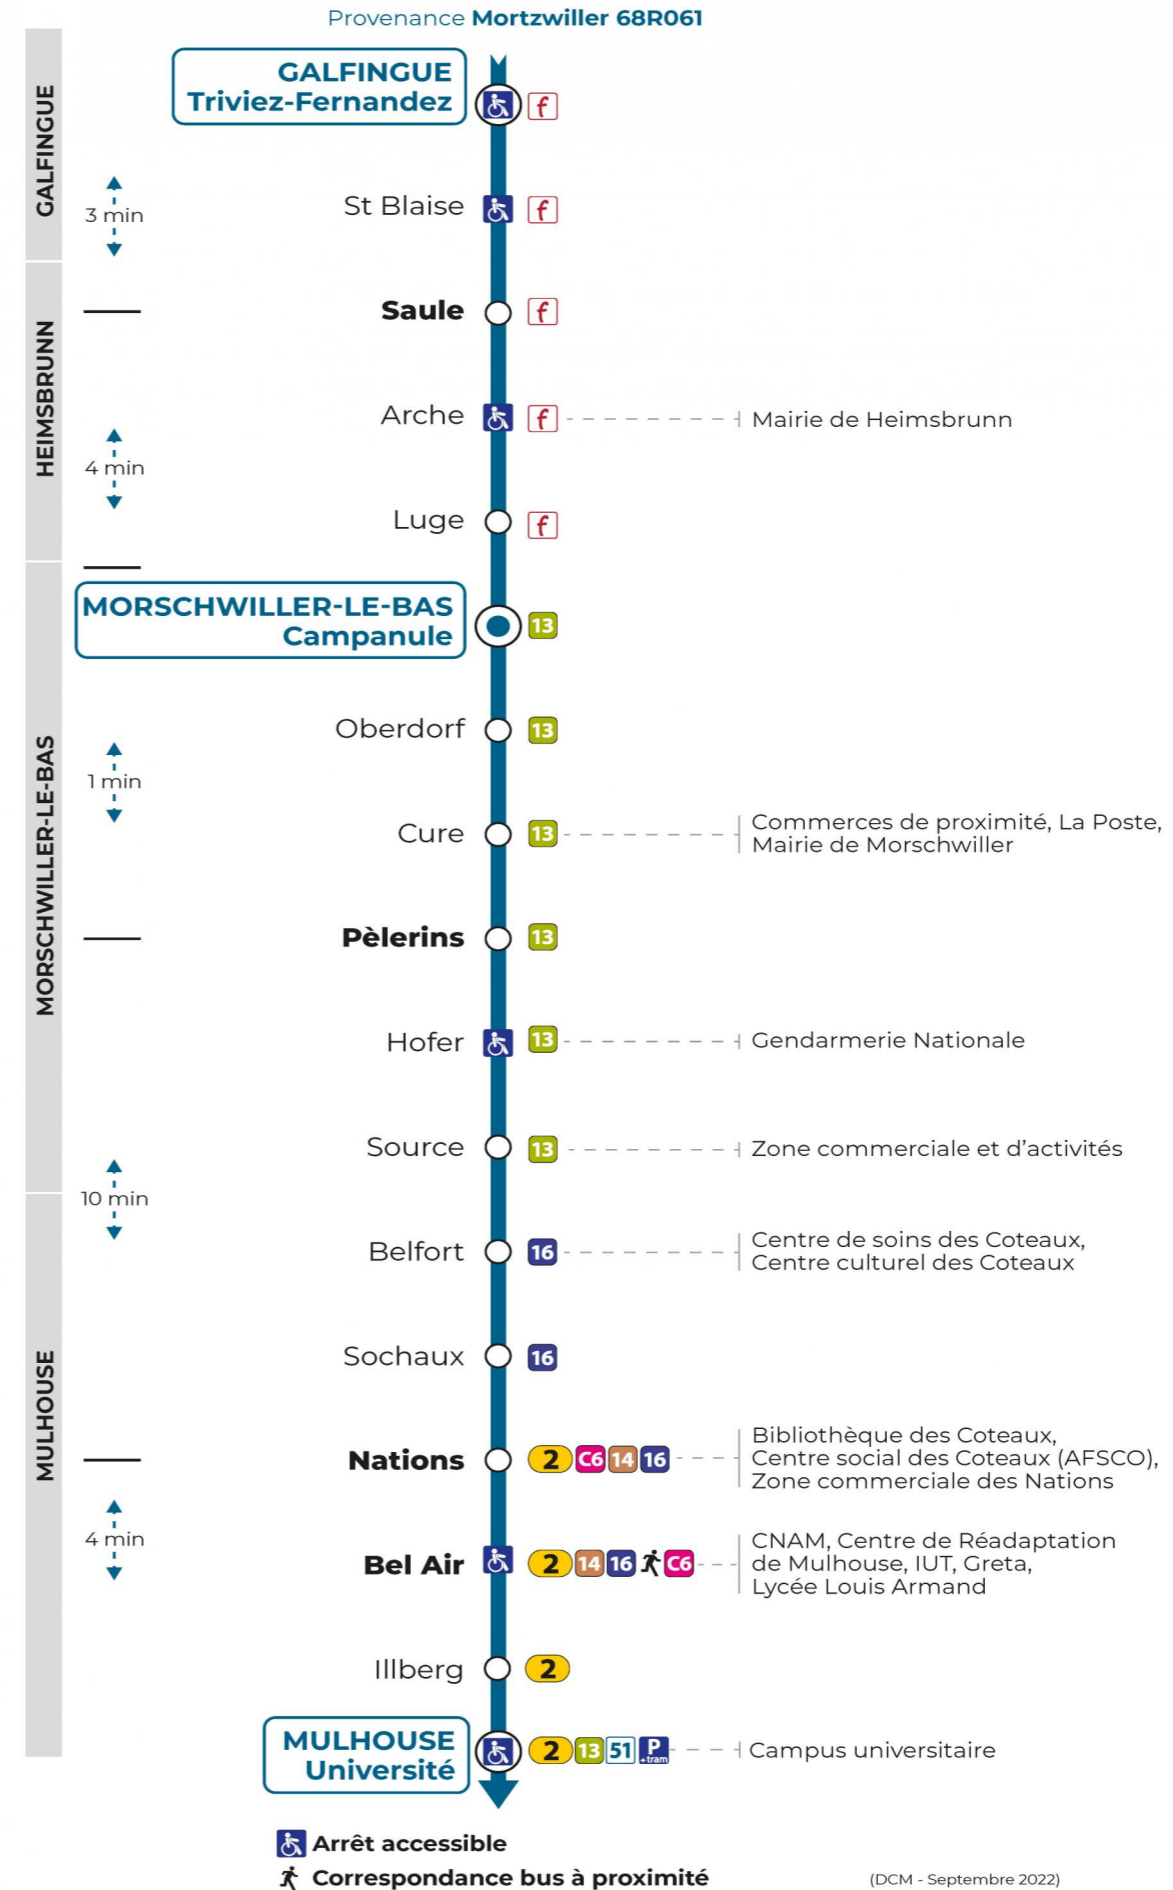 Provenance Mortzwiller 68R061
GALFINGUE
GALFINGUE
Triviez-Fernandez
f
3 min
St Blaise
f
HEIMSBRUNN
Saule
f
Arche
f
Mairie de Heimsbrunn
4 min
Luge
f
MORSCHWILLER-LE-BAS
MORSCHWILLER-LE-BAS
Campanule
13
Oberdorf
13
1 min
Cure
13
Commerces de proximité, La Poste,
Mairie de Morschwiller
Pèlerins
13
Hofer
13
Gendarmerie Nationale
Source
13
Zone commerciale et d’activités
10 min
MULHOUSE
Belfort
16
Centre de soins des Coteaux,
Centre culturel des Coteaux
Sochaux
16
Nations
2 C6 14 16
Bibliothèque des Coteaux,
Centre social des Coteaux (AFSCO),
Zone commerciale des Nations
4 min
Bel Air
2 14 16 C6
CNAM, Centre de Réadaptation
de Mulhouse, IUT, Greta,
Lycée Louis Armand
Illberg
2
MULHOUSE
Université
2 13 51 P +tram
Campus universitaire
Arrêt accessible
Correspondance bus à proximité
(DCM - Septembre 2022)